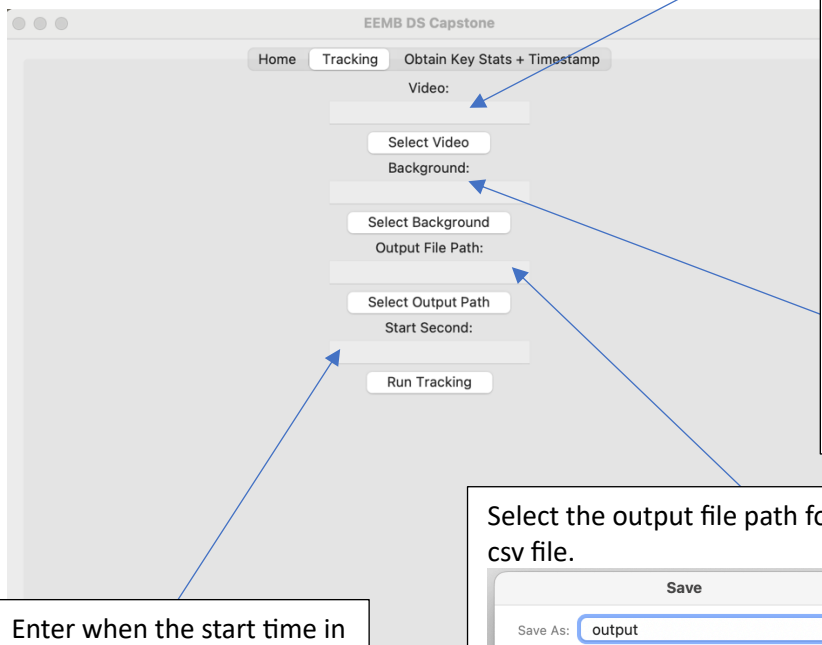 EEMB DS Capstone
Home Tracking Obtain Key Stats + Timestamp
Video:
Select Video
Background:
Select Background
Output File Path:
Select Output Path
Start Second:
Run Tracking
Select the output file path
csv file.
Save
Save As: output
Enter when the start time in